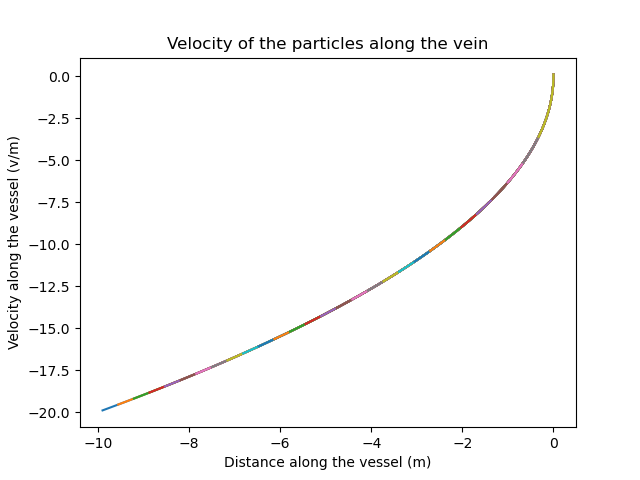 Velocity of the particles along the vein
0.0
−2.5
−5.0
−7.5
−10.0
−12.5
−15.0
−17.5
−20.0
Velocity along the vessel (v/m)
−10 −8 −6 −4 −2 0
Distance along the vessel (m)